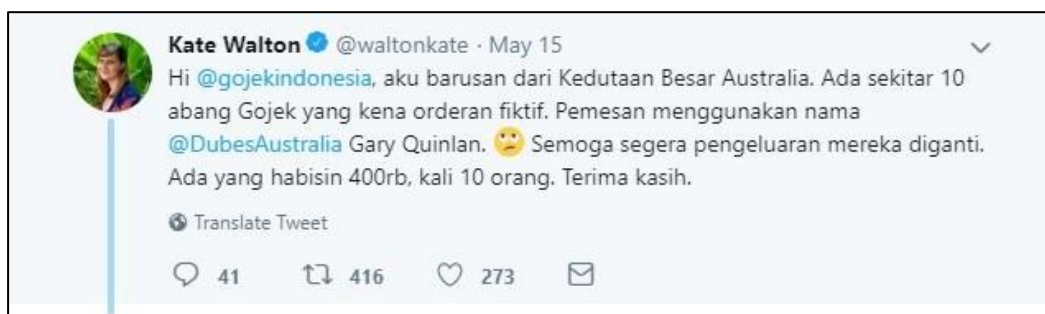 Kate Walton @waltonkate · May 15
Hi @gojekindonesia, aku barusan dari Kedutaan Besar Australia. Ada sekitar 10
abang Gojek yang kena orderan fiktif. Pemesan menggunakan nama
@DubesAustralia Gary Quinlan. 🙄 Semoga segera pengeluaran mereka diganti.
Ada yang habisin 400rb, kali 10 orang. Terima kasih.
Translate Tweet
41 416 273